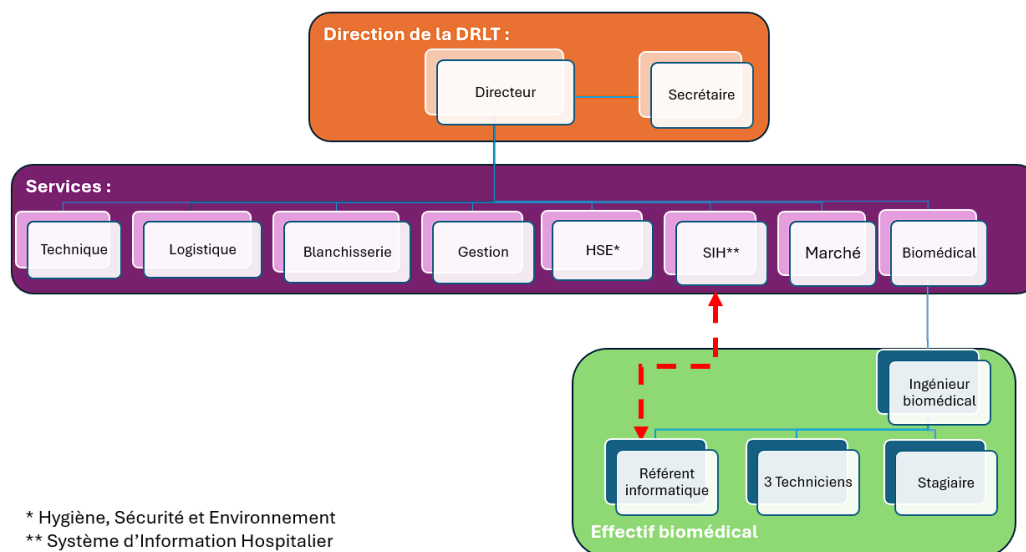 Direction de la DRLT :
Directeur
Secrétaire
Services :
Technique
Logistique
Blanchisserie
Gestion
HSE*
SIH**
Marché
Biomédical
Ingénieur
biomédical
Référent
informatique
3 Techniciens
Stagiaire
Effectif biomédical
* Hygiène, Sécurité et Environnement
** Système d’Information Hospitalier